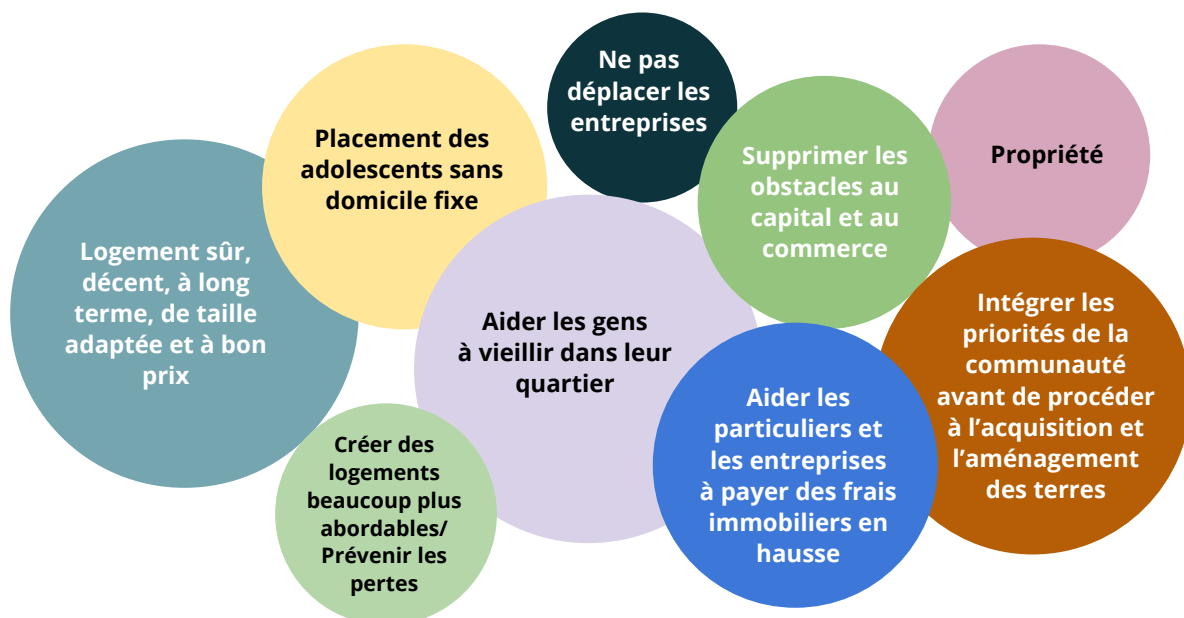 Logement sûr,
décent, à long
terme, de taille
adaptée et à bon
prix
Placement des
adolescents sans
domicile fixe
Ne pas
déplacer les
entreprises
Supprimer les
obstacles au
capital et au
commerce
Propriété
Aider les gens
à vieillir dans leur
quartier
Créer des
logements
beaucoup plus
abordables/
Prévenir les
pertes
Aider les
particuliers et
les entreprises
à payer des frais
immobiliers en
hausse
Intégrer les
priorités de la
communauté
avant de procéder
à l’acquisition et
l’aménagement
des terres